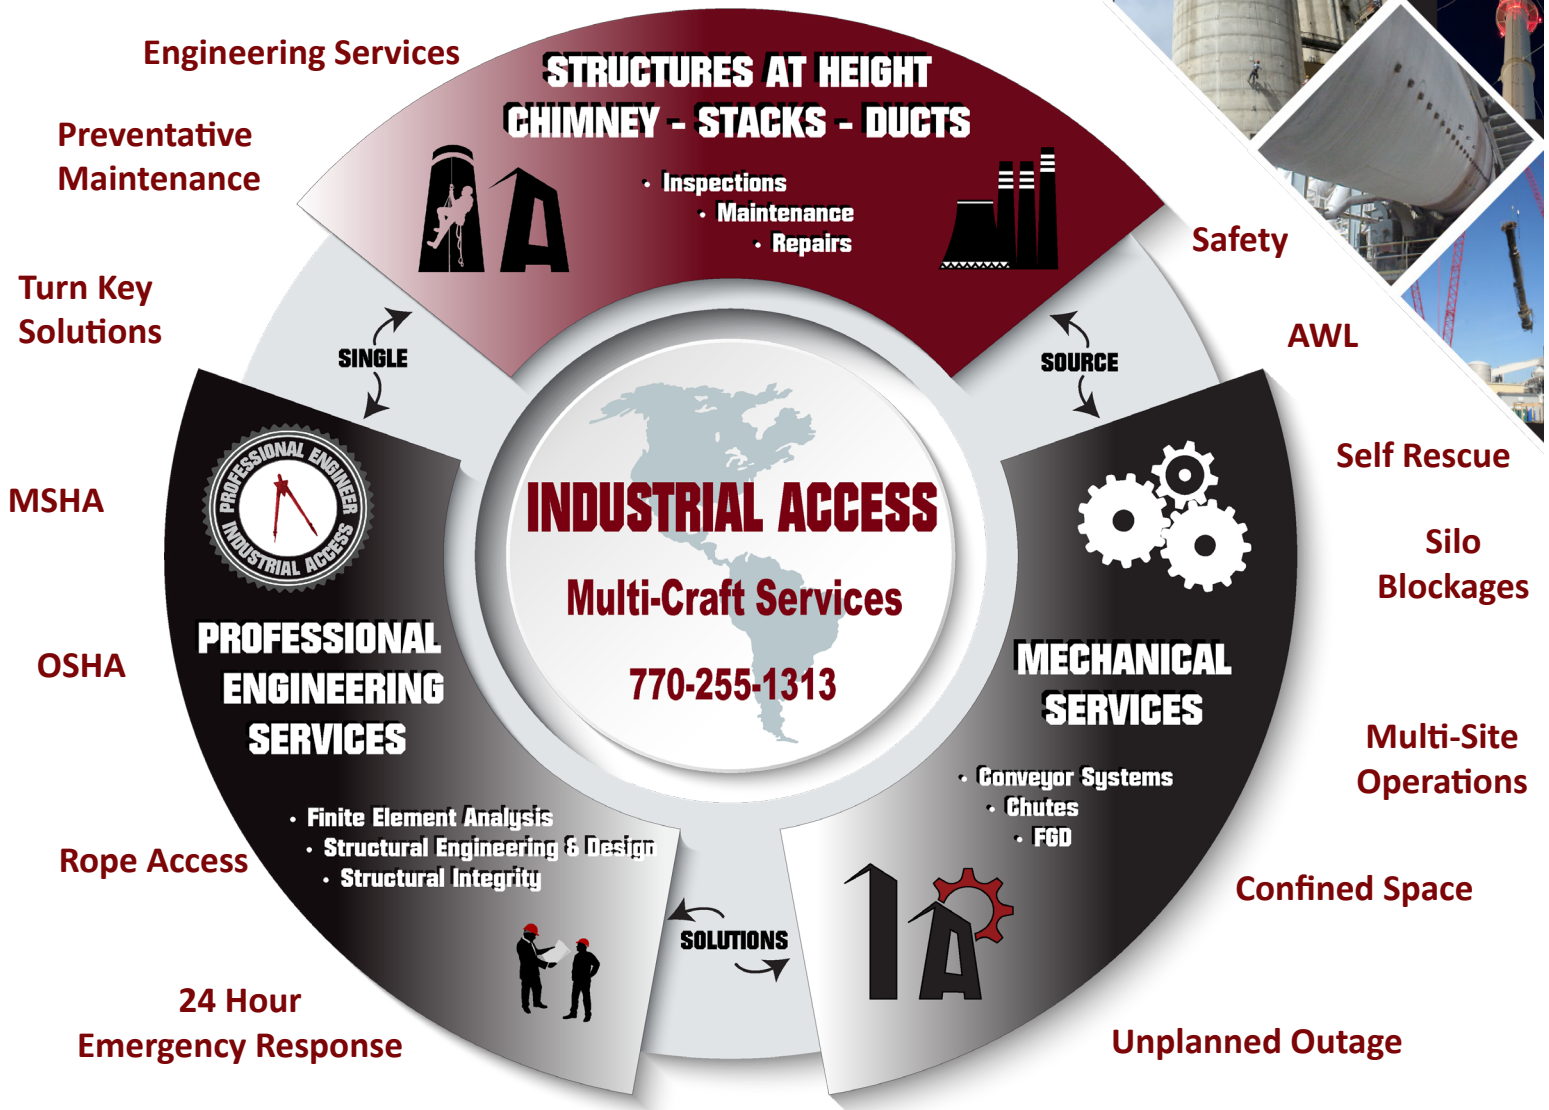 Engineering Services
Preventative
Maintenance
Turn Key
Solutions
MSHA
OSHA
Rope Access
24 Hour
Emergency Response
STRUCTURES AT HEIGHT
CHIMNEY - STACKS - DUCTS
• Inspections
• Maintenance
• Repairs
SINGLE
SOURCE
PROFESSIONAL ENGINEER
INDUSTRIAL ACCESS
PROFESSIONAL
ENGINEERING
SERVICES
• Finite Element Analysis
• Structural Engineering & Design
• Structural Integrity
INDUSTRIAL ACCESS
Multi-Craft Services
770-255-1313
MECHANICAL
SERVICES
• Conveyor Systems
• Chutes
• FGD
IA
SOLUTIONS
Safety
AWL
Self Rescue
Silo
Blockages
Multi-Site
Operations
Confined Space
Unplanned Outage